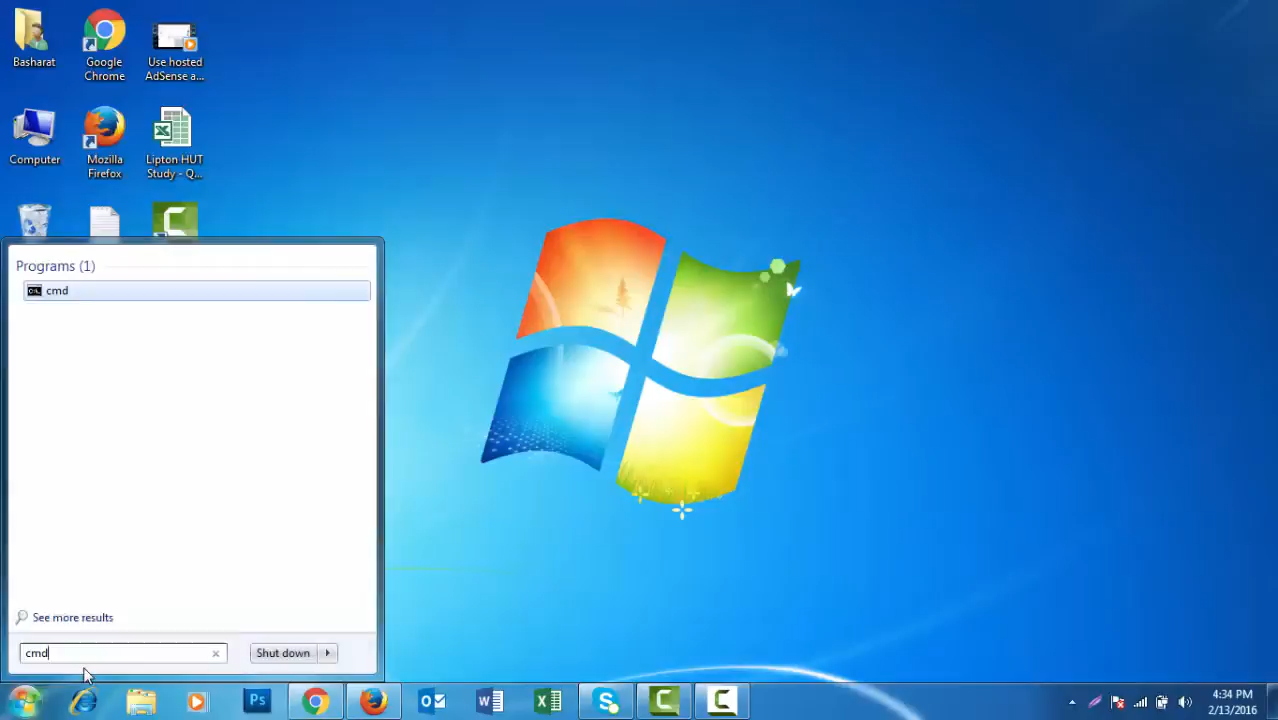 Basharat
Google
Chrome
Use hosted
AdSense a...
Computer
Mozilla
Firefox
Lipton HUT
Study - Q...
Programs (1)
C:\.
cmd
See more results
cmd
Shut down
Ps
4:34 PM
2/13/2016